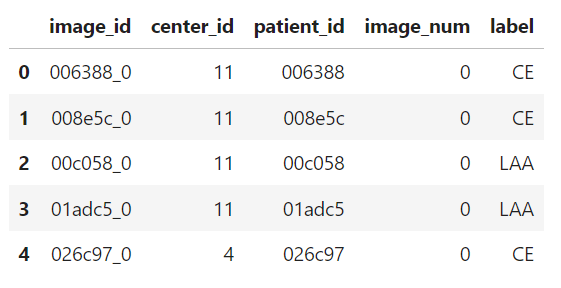 image_id center_id patient_id image_num label
0 006388_0 11 006388 0 CE
1 008e5c_0 11 008e5c 0 CE
2 00c058_0 11 00c058 0 LAA
3 01adc5_0 11 01adc5 0 LAA
4 026c97_0 4 026c97 0 CE